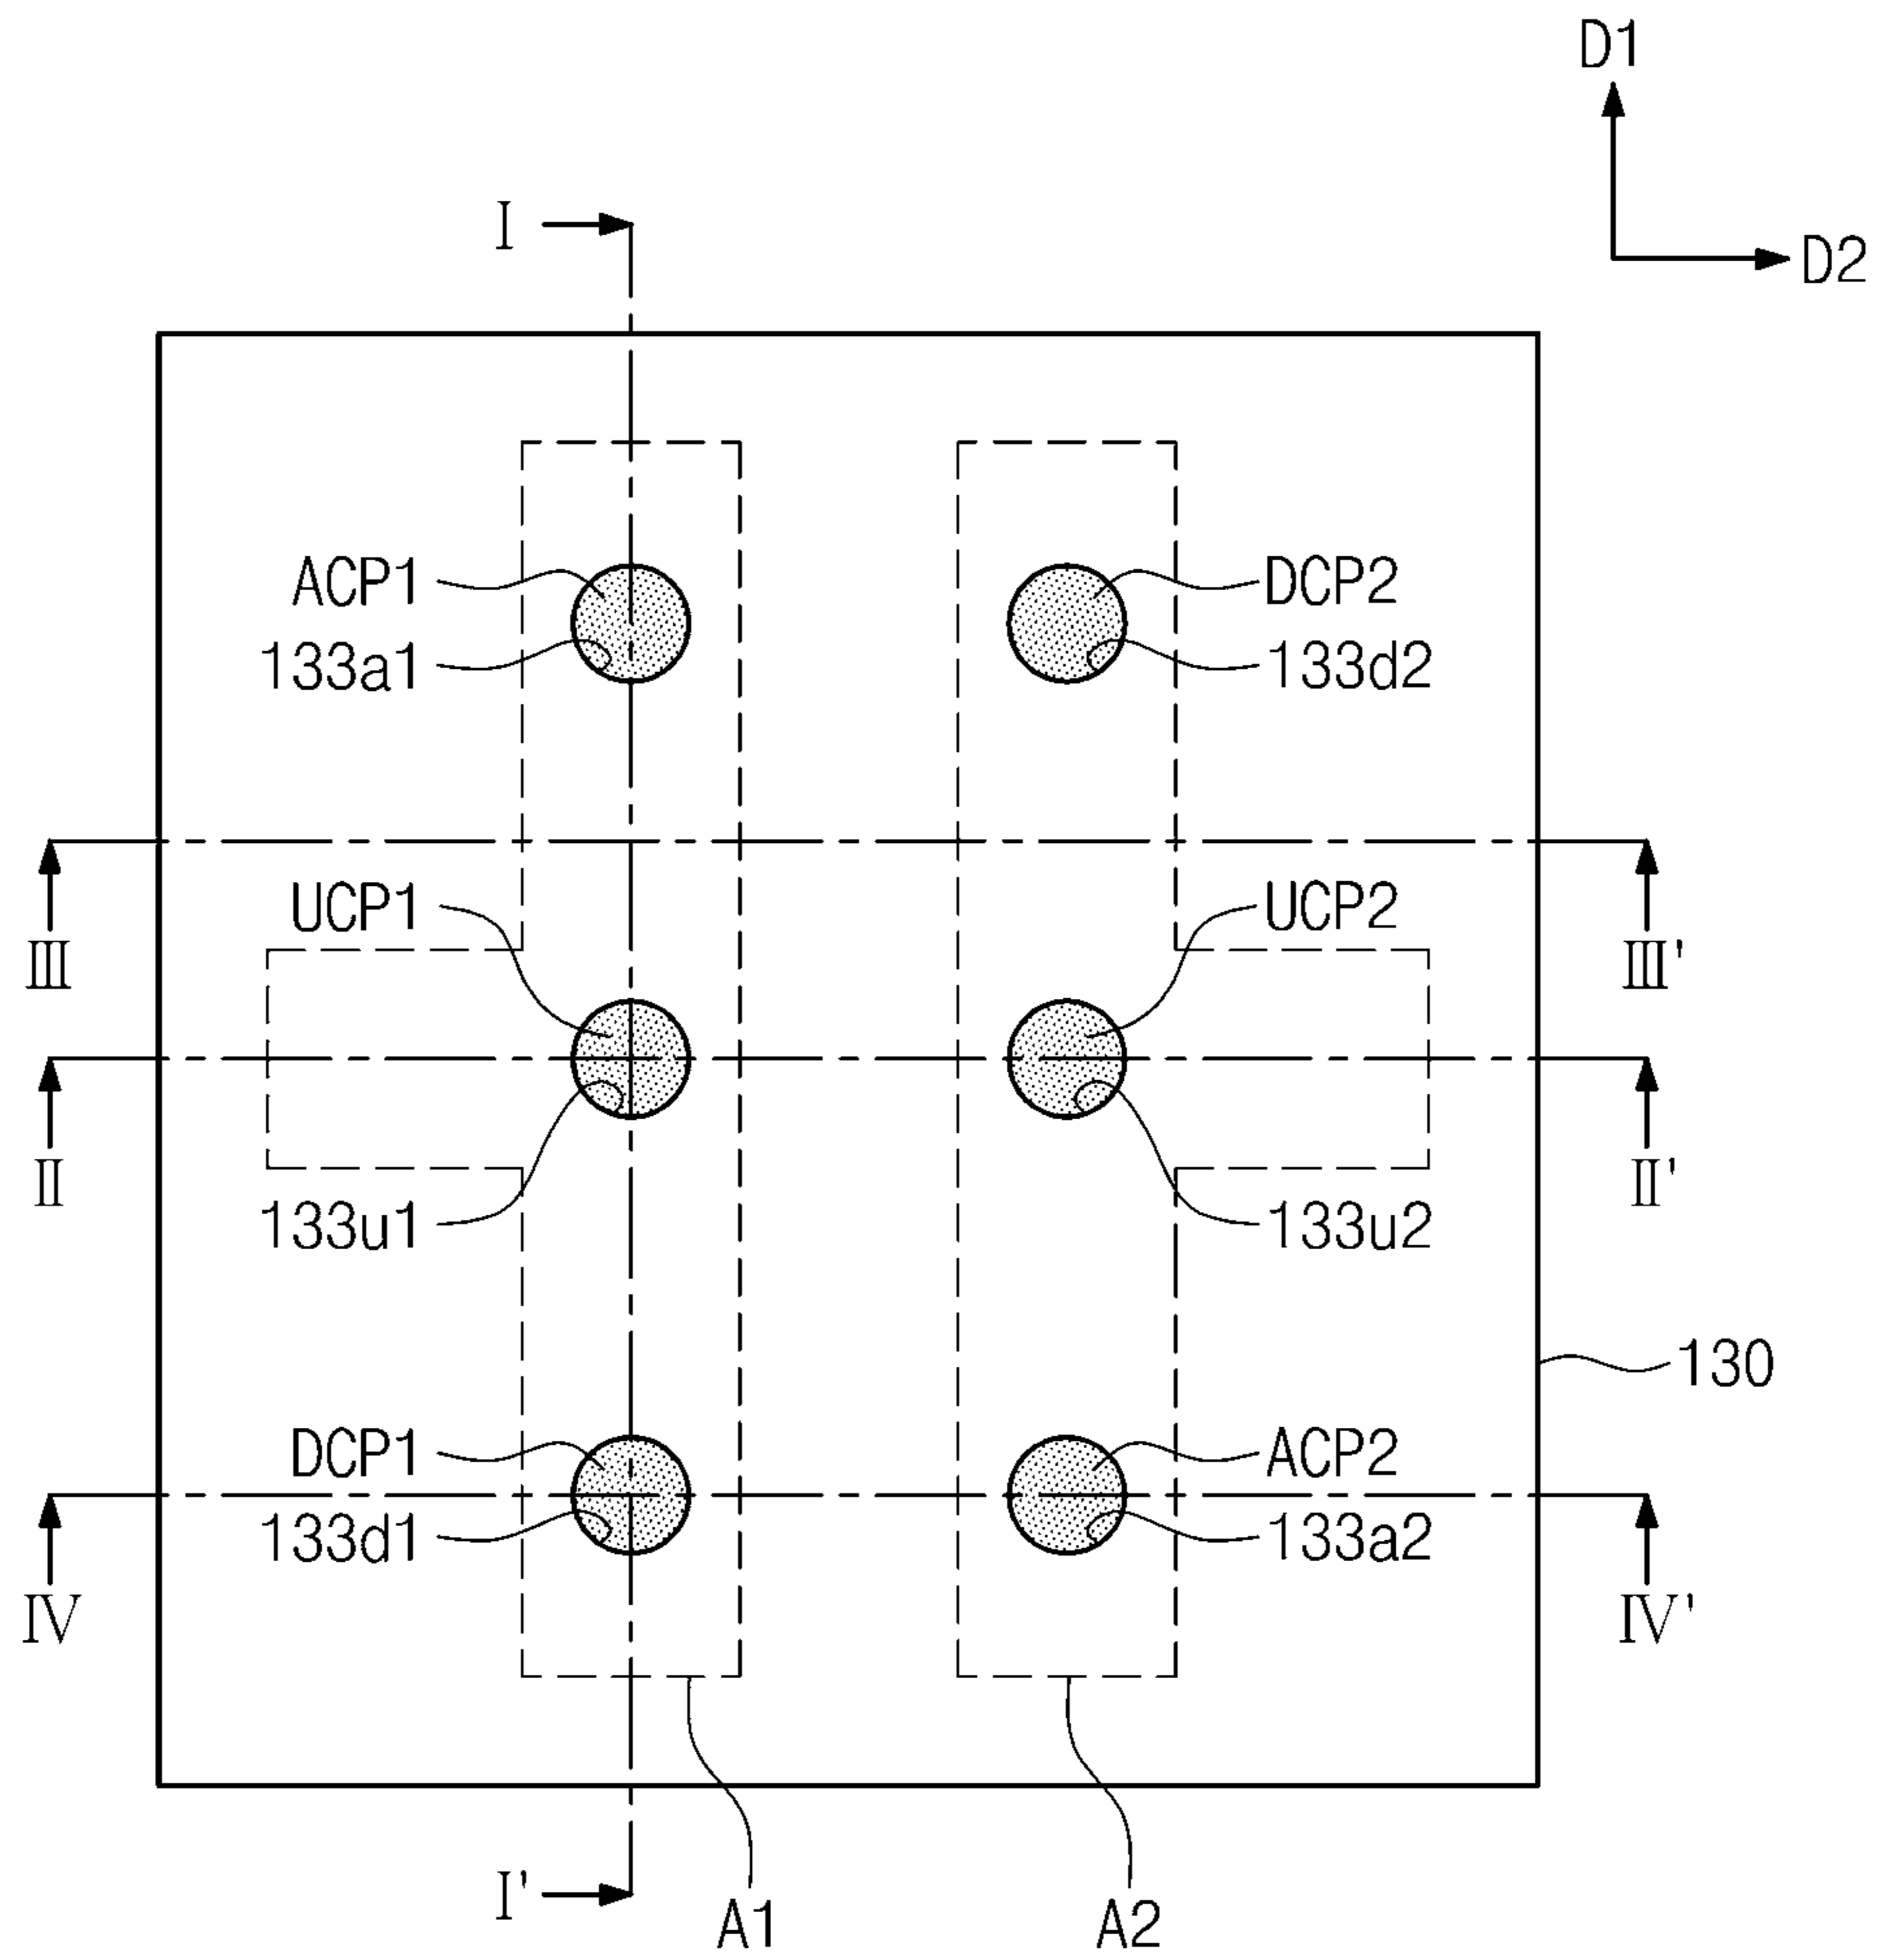 D1
D2
I
ACP1
DCP2
133a1
133d2
UCP1
UCP2
III
III'
II
II'
133u1
133u2
130
DCP1
ACP2
133d1
133a2
IV
IV'
I'
A1
A2